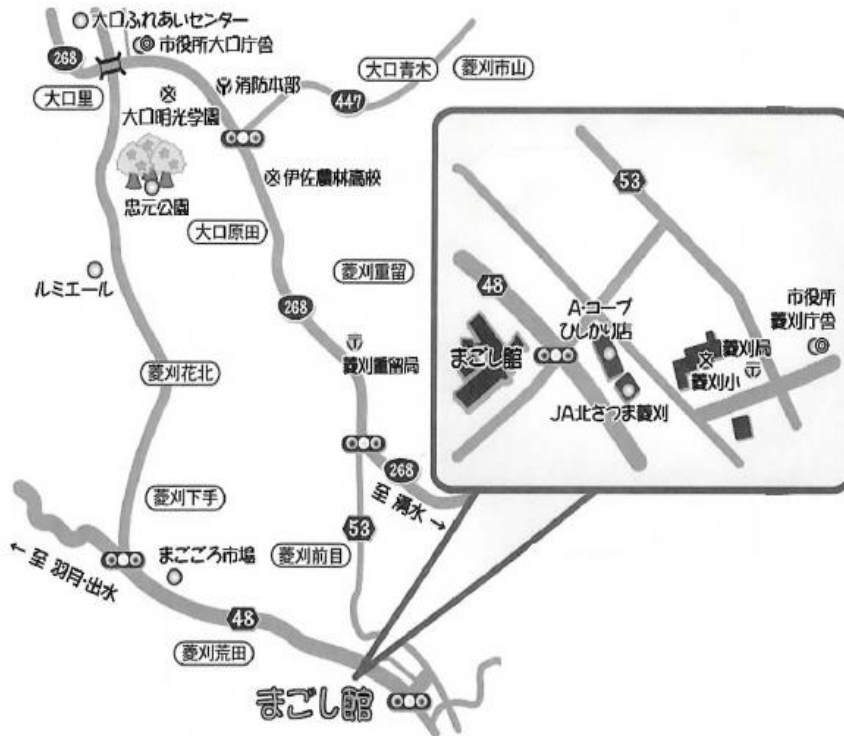 大口ふれあいセンター
市役所大口庁舎
268
大口里
大口明光学園
消防本部
447
大口青木
菱刈市山
忠元公園
伊佐農林高校
大口原田
ルミエール
菱刈重留
268
菱刈重留局
菱刈花北
268
至 湧水 →
菱刈下手
53
菱刈前目
← 至 羽月・出水
まごころ市場
48
菱刈荒田
まごし館
53
48
A・コープ
ひしかり店
まごし館
市役所
菱刈庁舎
菱刈局
菱刈小
JA北さつま菱刈